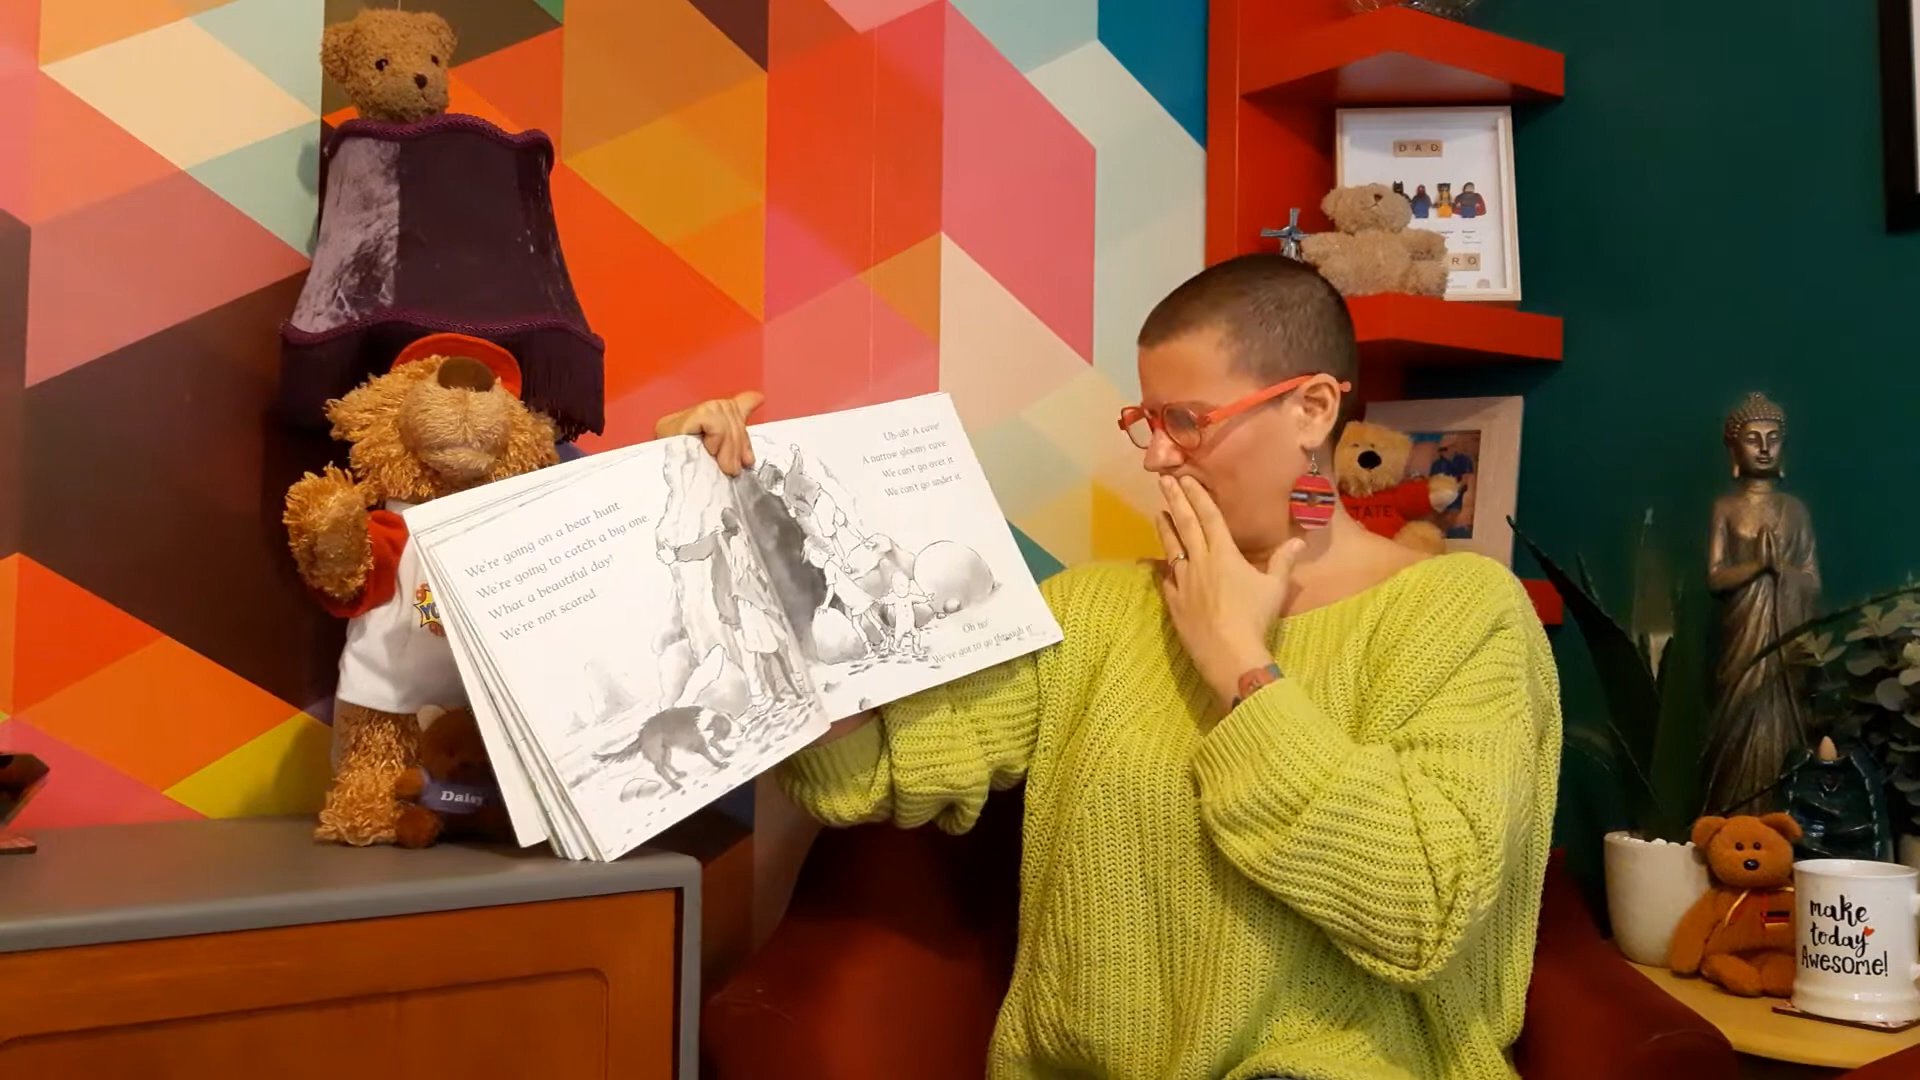 We're going on a bear hunt.
We're going to catch a big one.
What a beautiful day!
We're not scared.
Uh-uh! A cave!
A narrow gloomy cave.
We can't go over it.
We can't go under it.
Oh no!
We've got to go through it!
DAD
TATE
Daisy
make
today
Awesome!